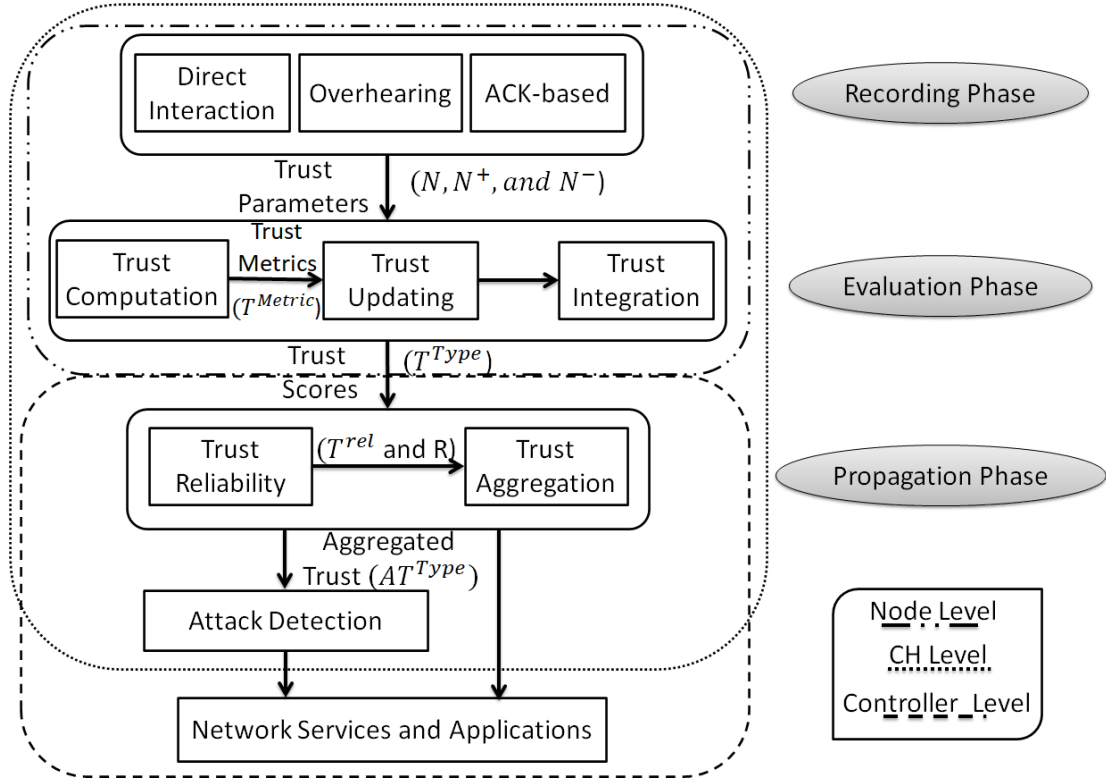 Direct
Interaction
Overhearing
ACK-based
Recording Phase
Trust
Parameters
(N, N⁺, and N⁻)
Trust
Computation
Trust
Metrics
(T^Metric)
Trust
Updating
Trust
Integration
Evaluation Phase
Trust
Scores
(T^Type)
Trust
Reliability
(T^rel and R)
Trust
Aggregation
Propagation Phase
Aggregated
Trust (AT^Type)
Attack Detection
Network Services and Applications
Node Level
CH Level
Controller Level